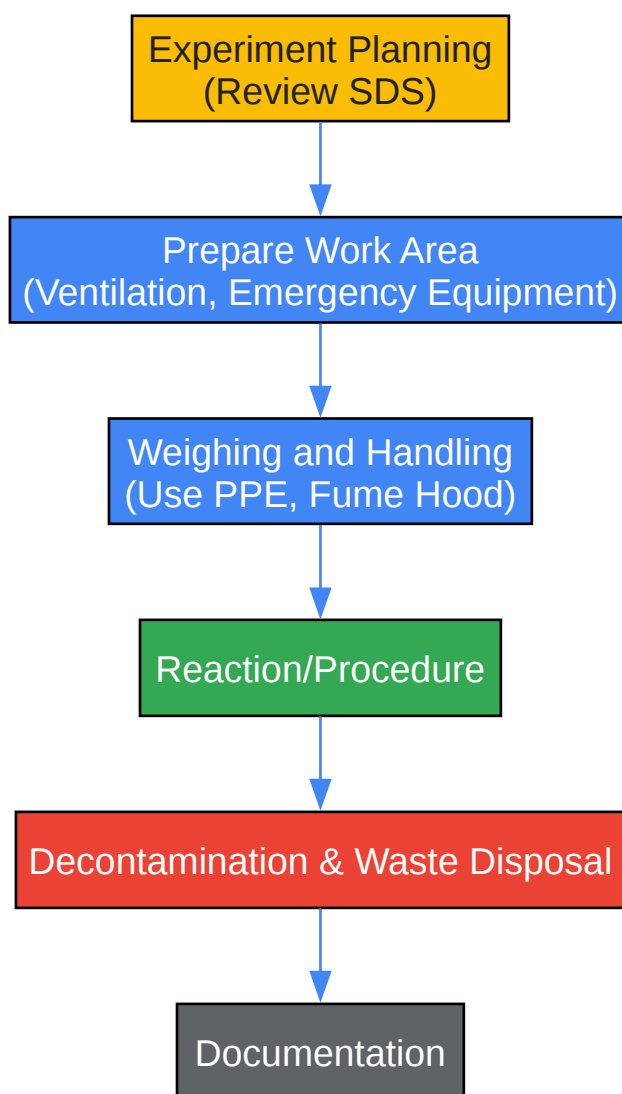 Experiment Planning
(Review SDS)
Prepare Work Area
(Ventilation, Emergency Equipment)
Weighing and Handling
(Use PPE, Fume Hood)
Reaction/Procedure
Decontamination & Waste Disposal
Documentation